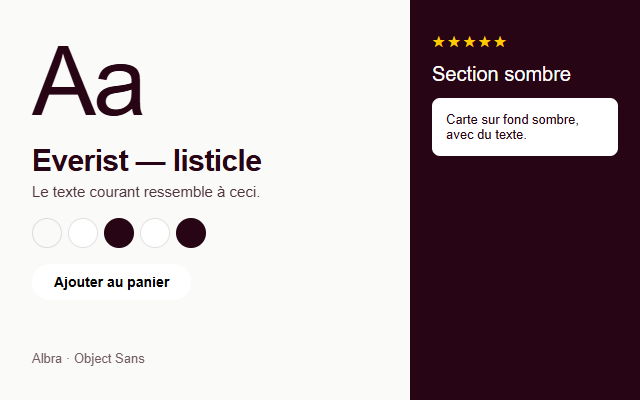 Aa
Everist — listicle
Le texte courant ressemble à ceci.
Ajouter au panier
Albra · Object Sans
★★★★★
Section sombre
Carte sur fond sombre,
avec du texte.